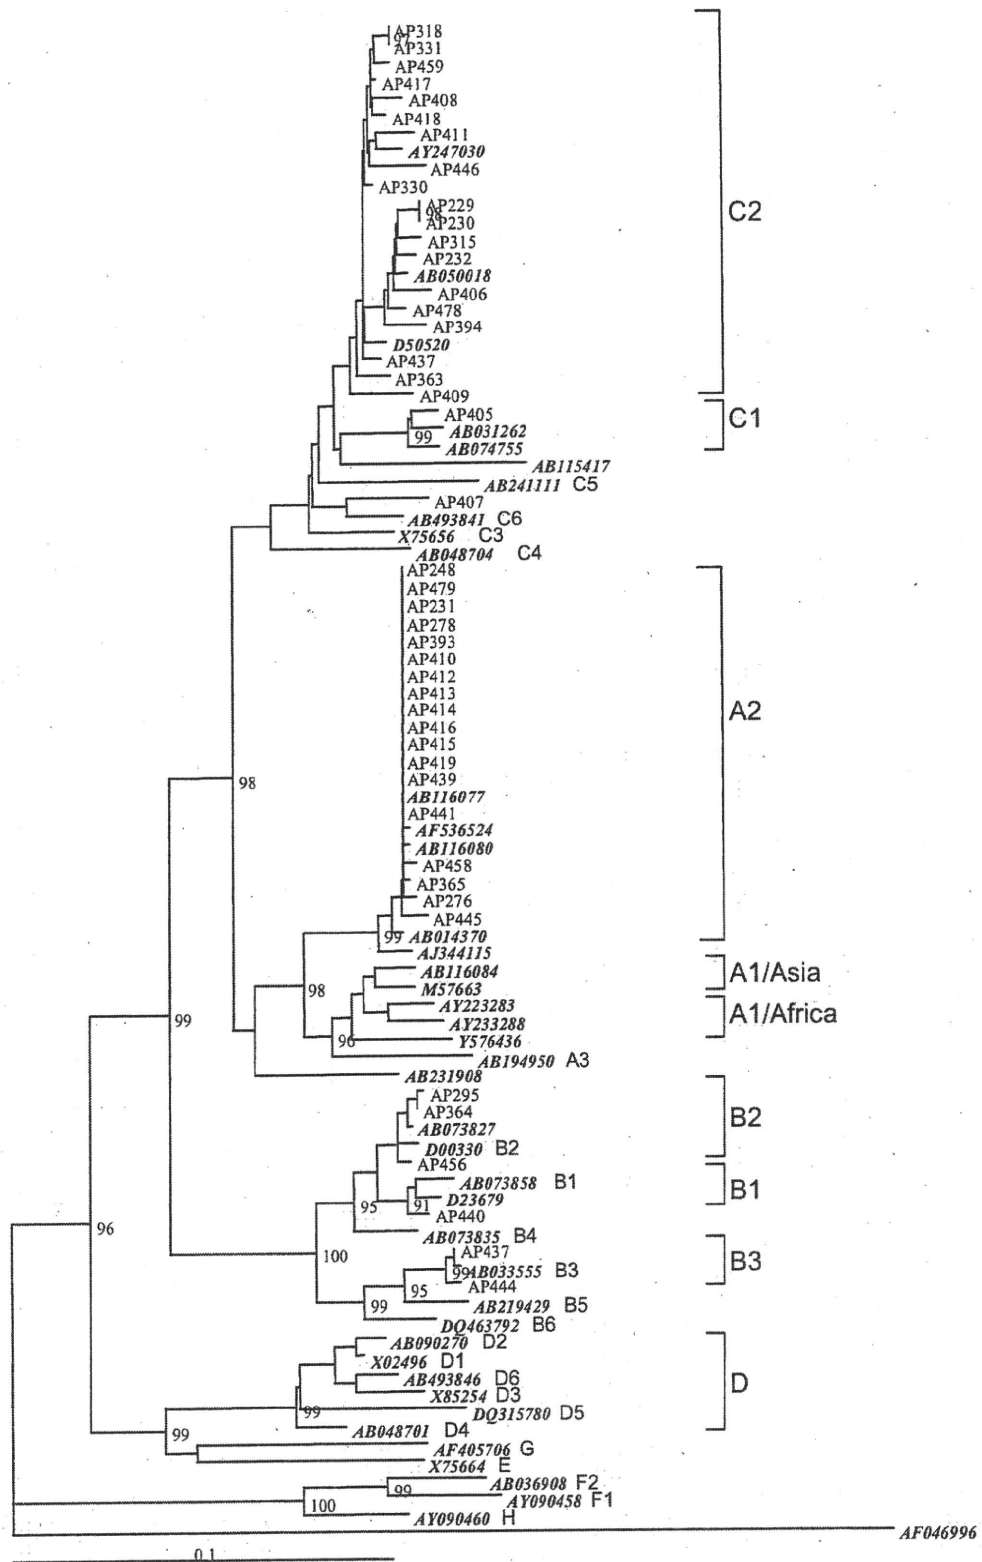 AP318
97
AP331
AP459
AP417
AP408
AP418
AP411
AY247030
AP446
AP330
C2
AP229
98
AP230
AP315
AP232
AB050018
AP406
AP478
AP394
D50520
AP437
AP363
AP409
AP405
C1
99
AB031262
AB074755
AB115417
AB241111 C5
AP407
AB493841 C6
X75656 C3
AB048704 C4
AP248
AP479
AP231
AP278
AP393
AP410
AP412
AP413
AP414
A2
AP416
AP415
AP419
AP439
98
AB116077
AP441
AF536524
AB116080
AP458
AP365
AP276
AP445
99
AB014370
AJ344115
AB116084
A1/Asia
98
M57663
AY223283
A1/Africa
99
AY233288
96
Y576436
AB194950 A3
AB231908
AP295
AP364
B2
AB073827
D00330 B2
AP456
AB073858 B1
B1
D23679
95
91
AP440
96
AB073835 B4
AP437
100
B3
99
AB033555 B3
AP444
95
AB219429 B5
99
DQ463792 B6
AB090270 D2
X02496 D1
AB493846 D6
D
X85254 D3
99
DQ315780 D5
AB048701 D4
99
AF405706 G
X75664 E
AB036908 F2
99
AY090458 F1
100
AY090460 H
AF046996
0.1